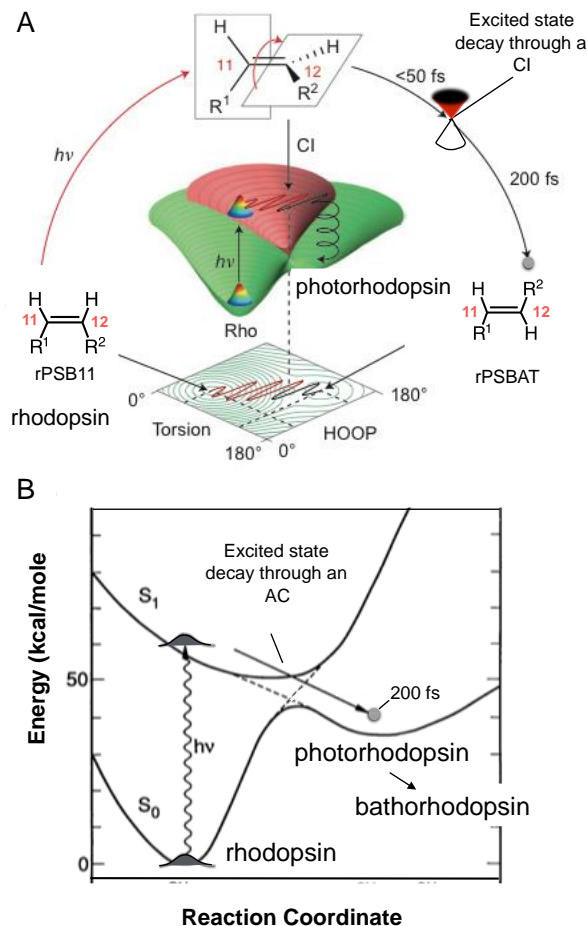 A
Excited state
decay through a
CI
H
H
11
12
R1
R2
<50 fs
hν
CI
200 fs
hν
photorhodopsin
Rho
H
H
11
12
R1
R2
rPSB11
rhodopsin
R2
11
12
R1
H
H
rPSBAT
0°
180°
Torsion
HOOP
180°
0°
B
Energy (kcal/mole)
50
0
S1
S0
Excited state
decay through an
AC
hν
200 fs
photorhodopsin
bathorhodopsin
rhodopsin
Reaction Coordinate